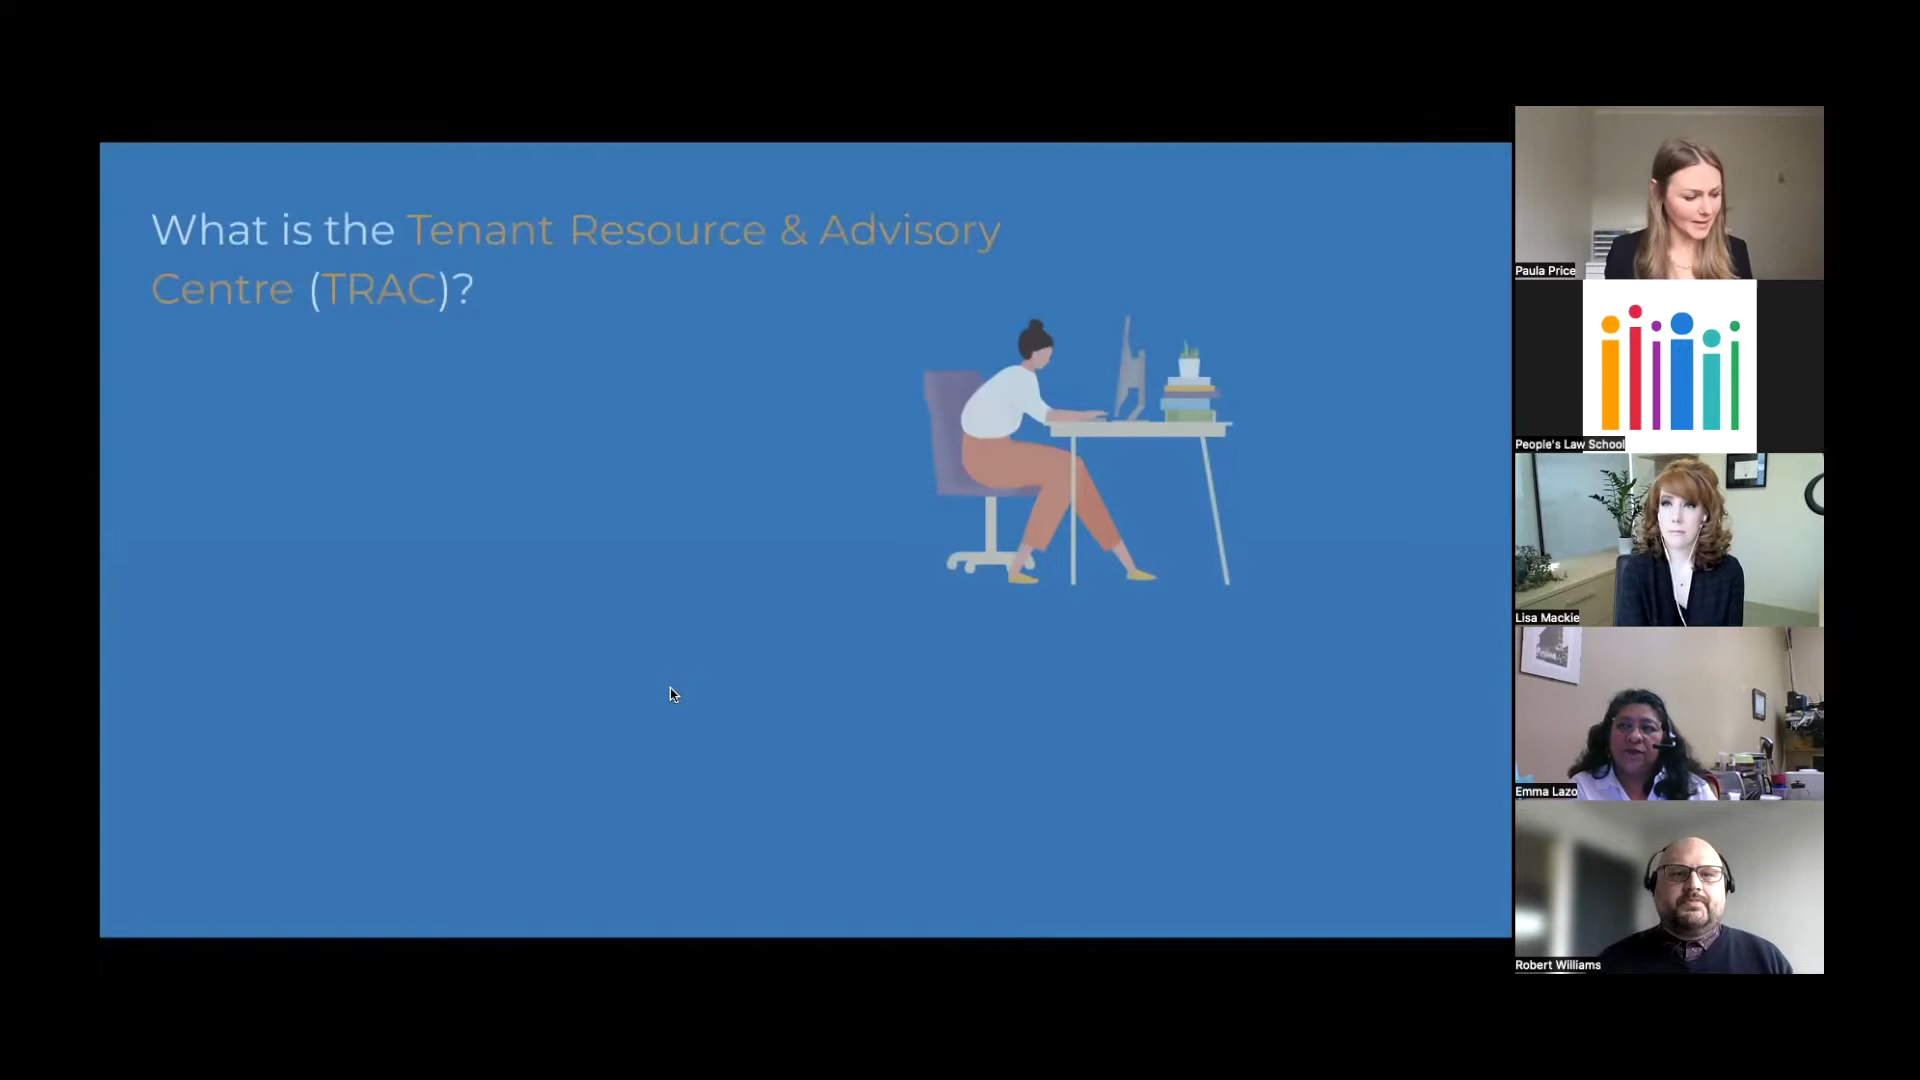 What is the Tenant Resource & Advisory
Centre (TRAC)?
Paula Price
People's Law School
Lisa Mackie
Emma Lazo
Robert Williams